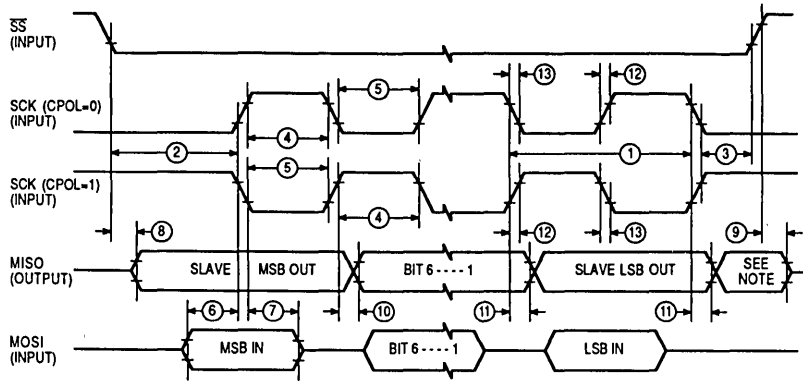 SS
(INPUT)
⑬ ⑫
⑤
SCK (CPOL=0)
(INPUT)
④
② ① ③
⑤
SCK (CPOL=1)
(INPUT)
④
⑧ ⑫ ⑬ ⑨
MISO
(OUTPUT)
SLAVE MSB OUT
BIT 6 - - - - 1
SLAVE LSB OUT
SEE
NOTE
⑥ ⑦ ⑩ ⑪ ⑪
MOSI
(INPUT)
MSB IN
BIT 6 - - - - 1
LSB IN